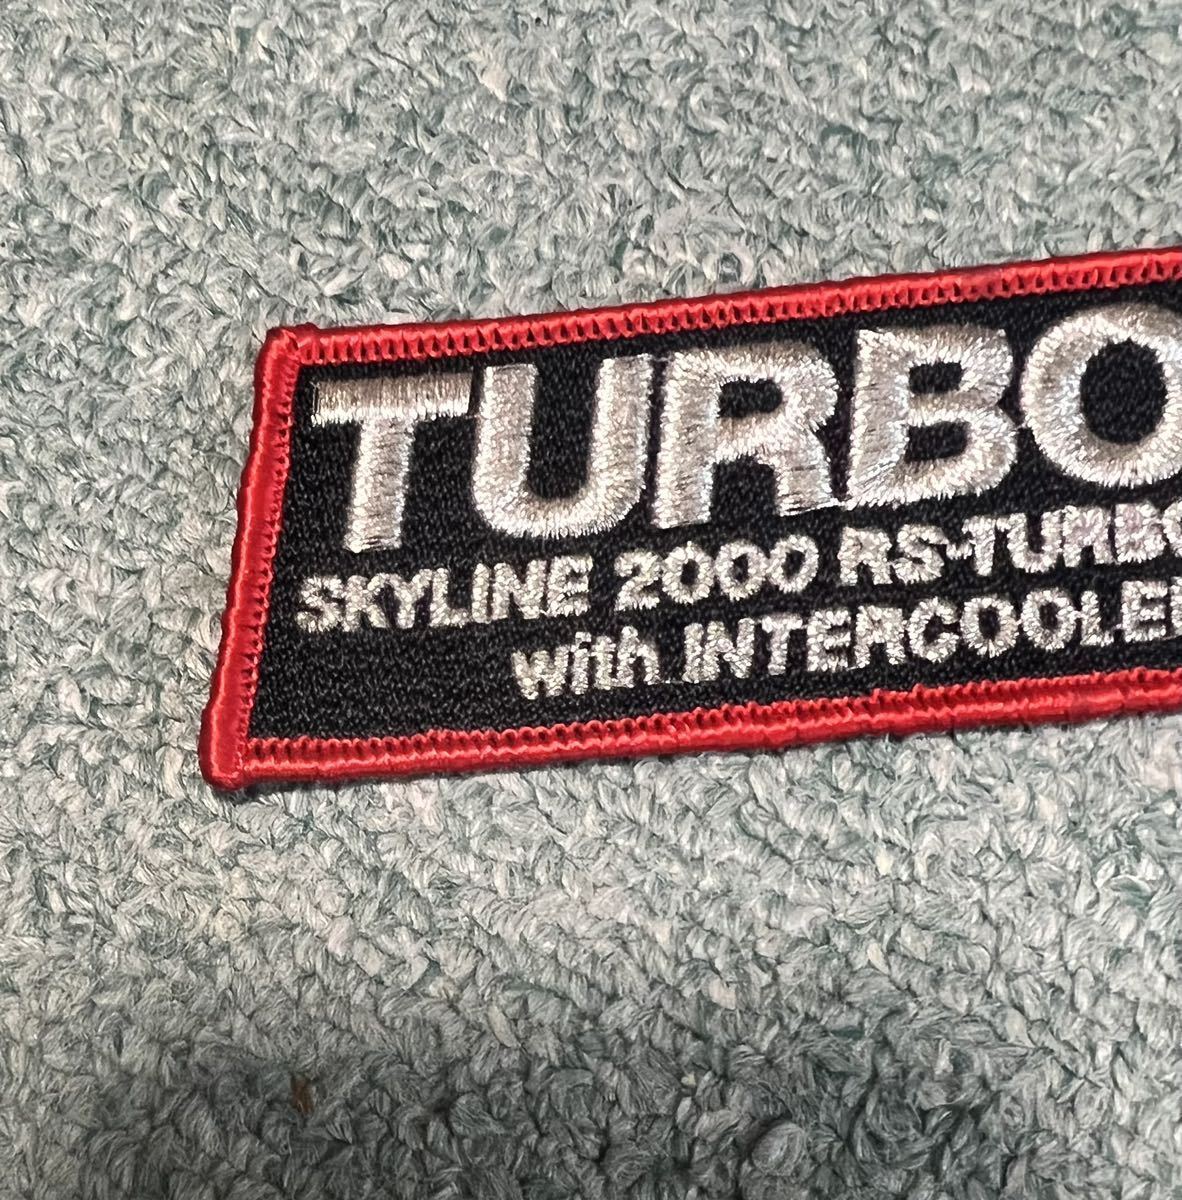 TURBO
SKYLINE 2000 RS-TURBO
with INTERCOOLER